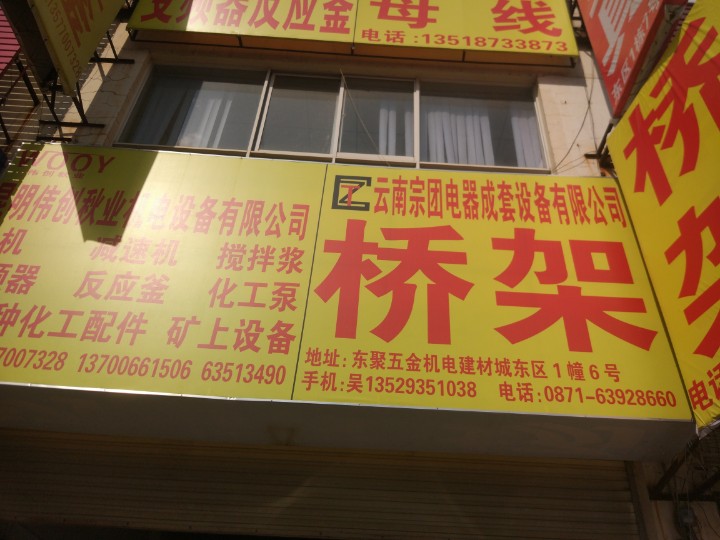 变频器反应釜
母 线
电话:13518733873
WOOY
昆明伟创秋业机电设备有限公司
机 减速机 搅拌浆
器 反应釜 化工泵
种化工配件 矿上设备
7007328 13700661506 63513490
云南宗团电器成套设备有限公司
桥架
地址:东聚五金机电建材城东区1幢6号
手机:吴13529351038 电话:0871-63928660
桥
架
电话